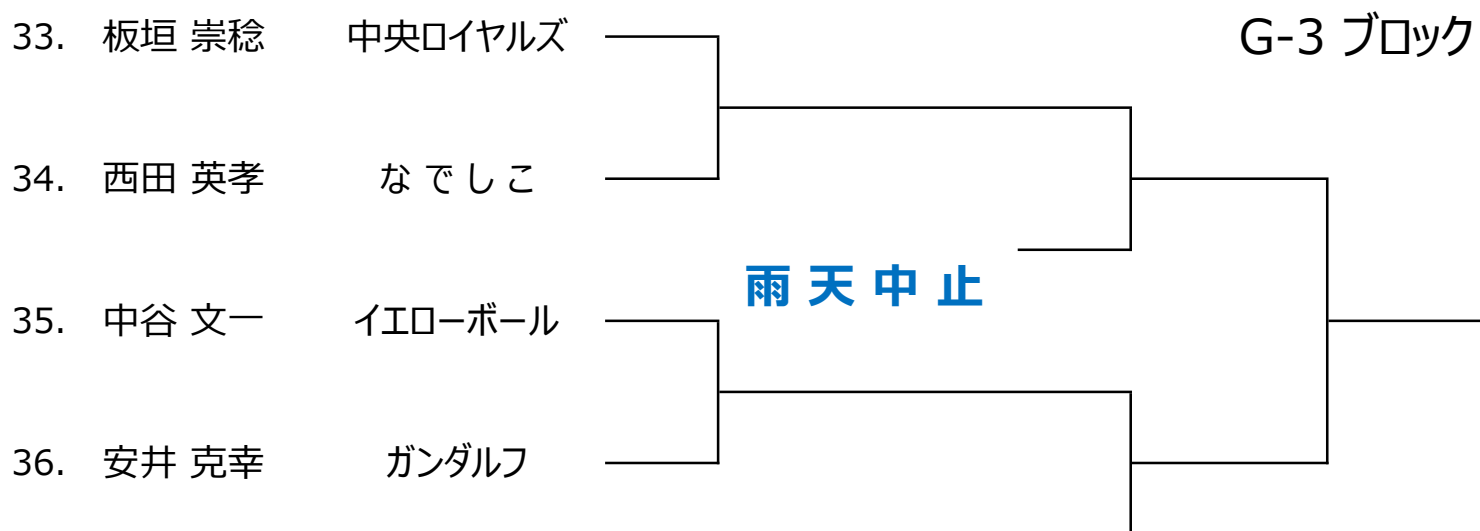 G-3 ブロック
33. 板垣 崇稔 中央ロイヤルズ
34. 西田 英孝 な で し こ
雨 天 中 止
35. 中谷 文一 イエローボール
36. 安井 克幸 ガンダルフ